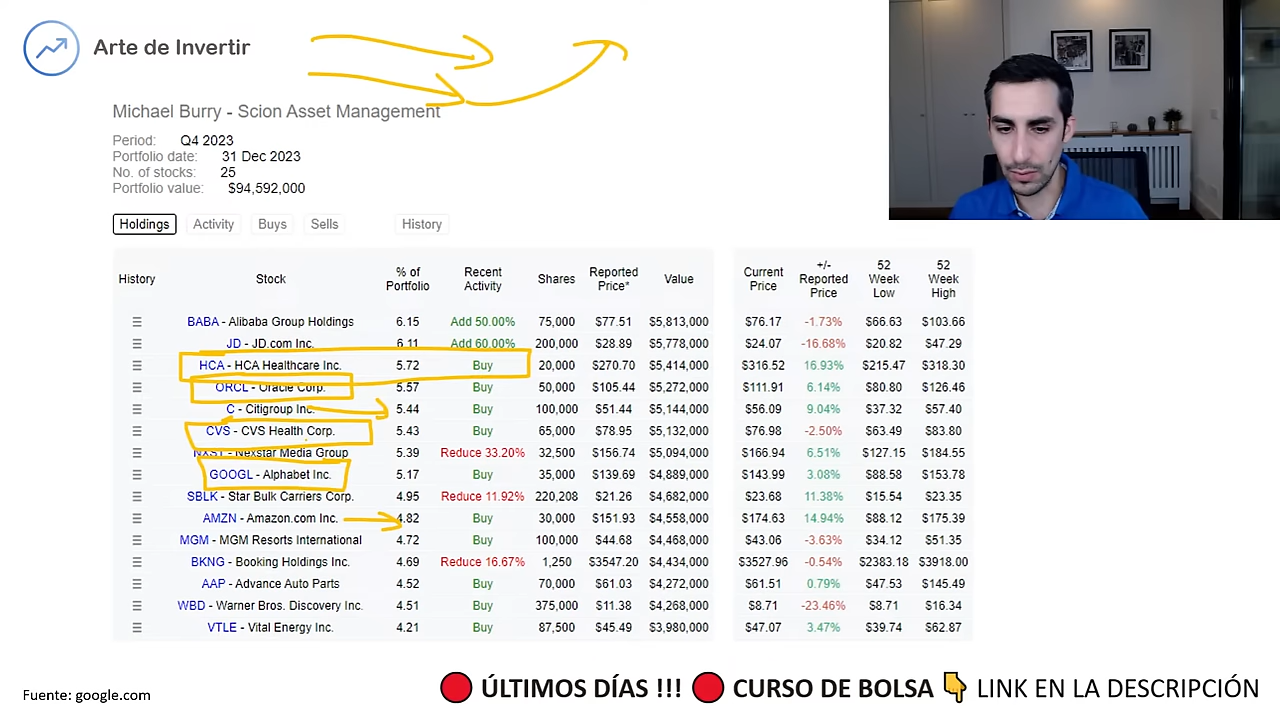 Arte de Invertir
Michael Burry - Scion Asset Management
Period: Q4 2023
Portfolio date: 31 Dec 2023
No. of stocks: 25
Portfolio value: $94,592,000
Holdings Activity Buys Sells History
History Stock % of Portfolio Recent Activity Shares Reported Price* Value Current Price +/- Reported Price 52 Week Low 52 Week High
≡ BABA - Alibaba Group Holdings 6.15 Add 50.00% 75,000 $77.51 $5,813,000 $76.17 -1.73% $66.63 $103.66
≡ JD - JD.com Inc. 6.11 Add 60.00% 200,000 $28.89 $5,778,000 $24.07 -16.68% $20.82 $47.29
≡ HCA - HCA Healthcare Inc. 5.72 Buy 20,000 $270.70 $5,414,000 $316.52 16.93% $215.47 $318.30
≡ ORCL - Oracle Corp. 5.57 Buy 50,000 $105.44 $5,272,000 $111.91 6.14% $80.80 $126.46
≡ C - Citigroup Inc. 5.44 Buy 100,000 $51.44 $5,144,000 $56.09 9.04% $37.32 $57.40
≡ CVS - CVS Health Corp. 5.43 Buy 65,000 $78.95 $5,132,000 $76.98 -2.50% $63.49 $83.80
≡ NXST - Nexstar Media Group 5.39 Reduce 33.20% 32,500 $156.74 $5,094,000 $166.94 6.51% $127.15 $184.55
≡ GOOGL - Alphabet Inc. 5.17 Buy 35,000 $139.69 $4,889,000 $143.99 3.08% $88.58 $153.78
≡ SBLK - Star Bulk Carriers Corp. 4.95 Reduce 11.92% 220,208 $21.26 $4,682,000 $23.68 11.38% $15.54 $23.35
≡ AMZN - Amazon.com Inc. 4.82 Buy 30,000 $151.93 $4,558,000 $174.63 14.94% $88.12 $175.39
≡ MGM - MGM Resorts International 4.72 Buy 100,000 $44.68 $4,468,000 $43.06 -3.63% $34.12 $51.35
≡ BKNG - Booking Holdings Inc. 4.69 Reduce 16.67% 1,250 $3547.20 $4,434,000 $3527.96 -0.54% $2383.18 $3918.00
≡ AAP - Advance Auto Parts 4.52 Buy 70,000 $61.03 $4,272,000 $61.51 0.79% $47.53 $145.49
≡ WBD - Warner Bros. Discovery Inc. 4.51 Buy 375,000 $11.38 $4,268,000 $8.71 -23.46% $8.71 $16.34
≡ VTLE - Vital Energy Inc. 4.21 Buy 87,500 $45.49 $3,980,000 $47.07 3.47% $39.74 $62.87
Fuente: google.com
🔴 ÚLTIMOS DÍAS !!! 🔴 CURSO DE BOLSA 👇 LINK EN LA DESCRIPCIÓN